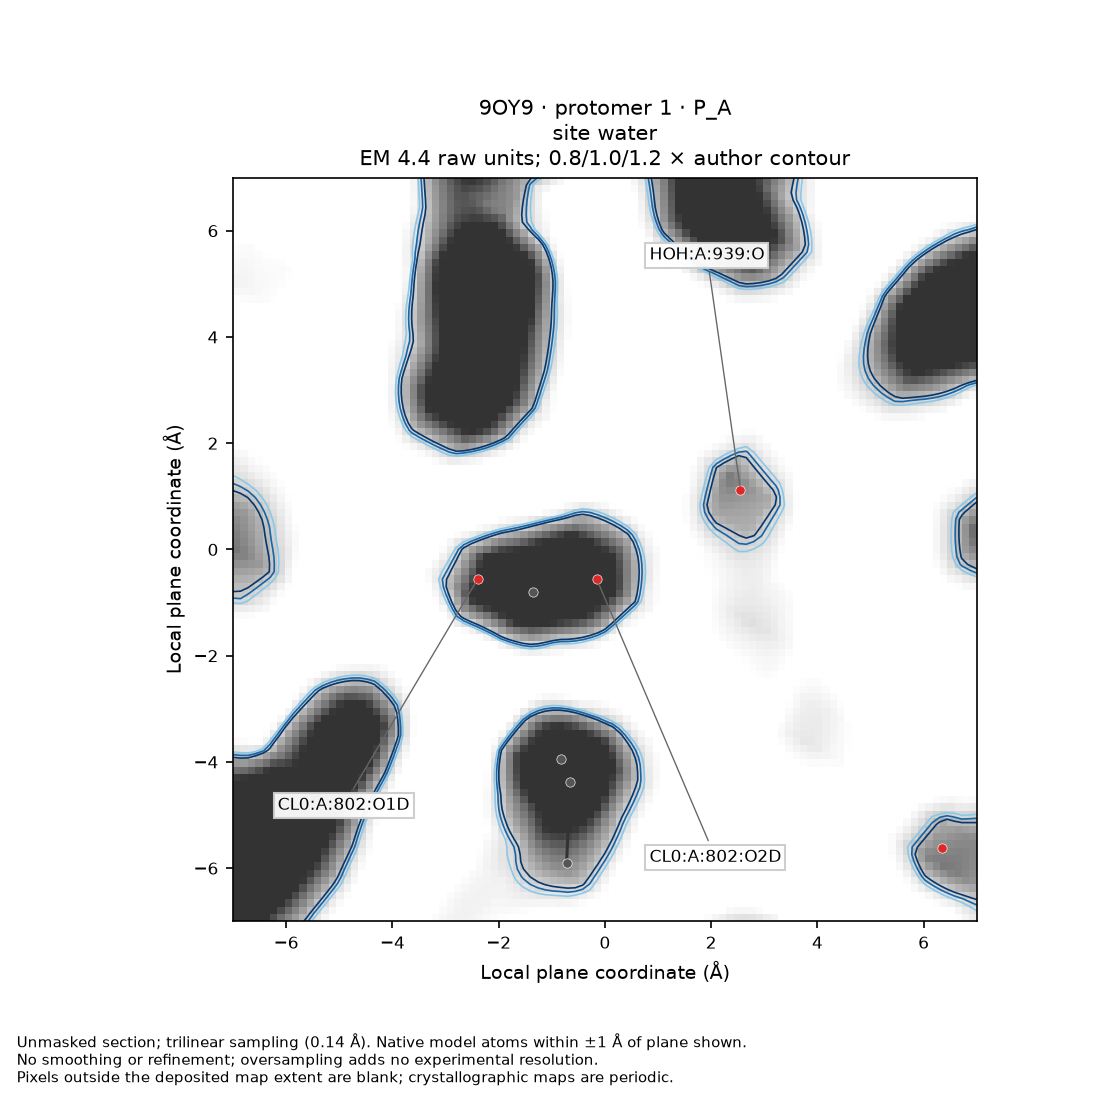 9OY9 · protomer 1 · P_A
site water
EM 4.4 raw units; 0.8/1.0/1.2 × author contour
Local plane coordinate (Å)
6
4
2
0
−2
−4
−6
HOH:A:939:O
CL0:A:802:O1D
CL0:A:802:O2D
−6 −4 −2 0 2 4 6
Local plane coordinate (Å)
Unmasked section; trilinear sampling (0.14 Å). Native model atoms within ±1 Å of plane shown.
No smoothing or refinement; oversampling adds no experimental resolution.
Pixels outside the deposited map extent are blank; crystallographic maps are periodic.